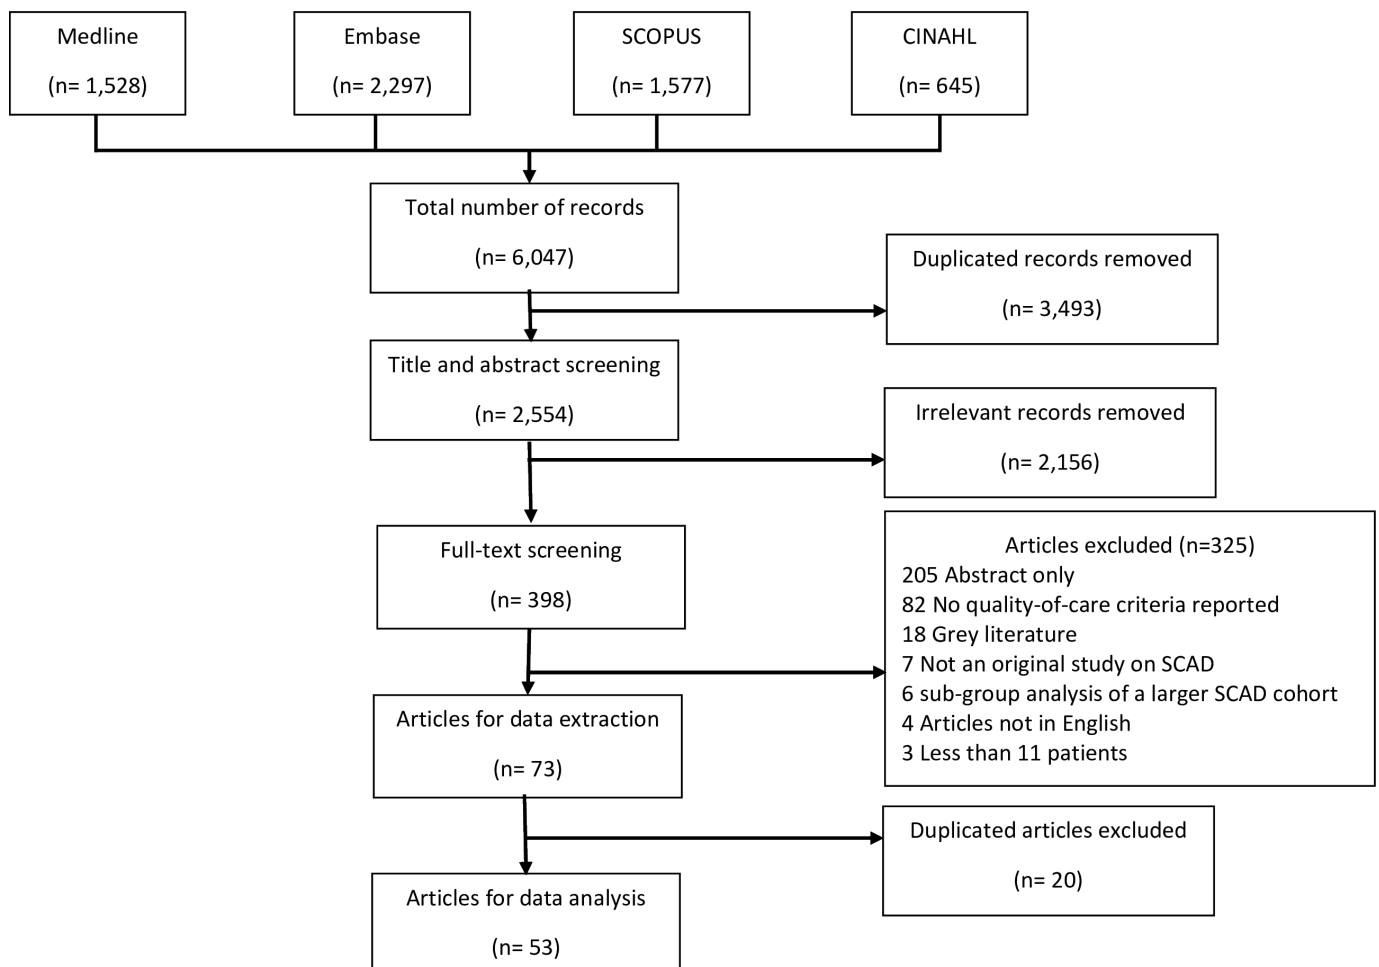 Medline
(n= 1,528)
Embase
(n= 2,297)
SCOPUS
(n= 1,577)
CINAHL
(n= 645)
Total number of records
(n= 6,047)
Duplicated records removed
(n= 3,493)
Title and abstract screening
(n= 2,554)
Irrelevant records removed
(n= 2,156)
Full-text screening
(n= 398)
Articles excluded (n=325)
205 Abstract only
82 No quality-of-care criteria reported
18 Grey literature
7 Not an original study on SCAD
6 sub-group analysis of a larger SCAD cohort
4 Articles not in English
3 Less than 11 patients
Articles for data extraction
(n= 73)
Duplicated articles excluded
(n= 20)
Articles for data analysis
(n= 53)